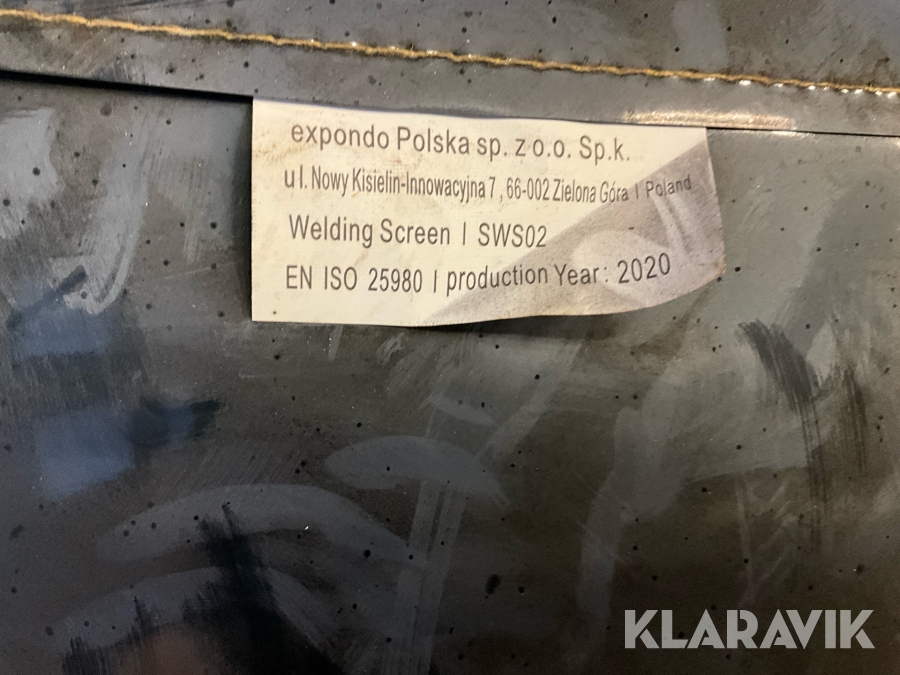 expondo Polska sp. z o.o. Sp.k.
ul. Nowy Kisielin-Innowacyjna 7 , 66-002 Zielona Góra | Poland
Welding Screen | SWS02
EN ISO 25980 | production Year: 2020
KLARAVIK